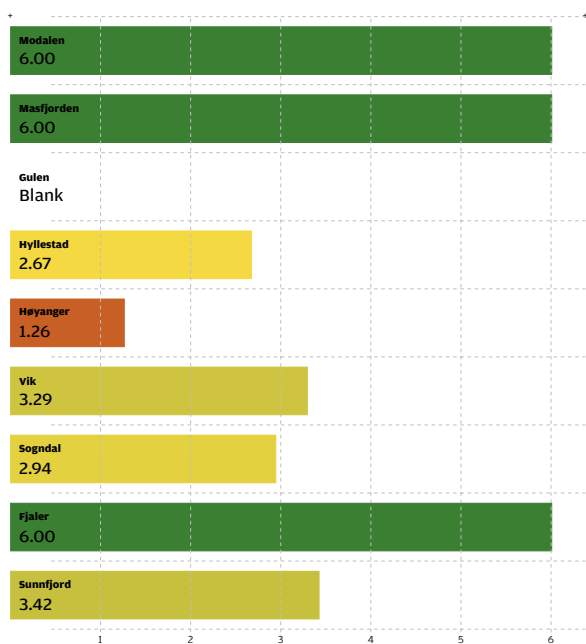 Modalen
6.00
Masfjorden
6.00
Gulen
Blank
Hyllestad
2.67
Høyanger
1.26
Vik
3.29
Sogndal
2.94
Fjaler
6.00
Sunnfjord
3.42
1 2 3 4 5 6